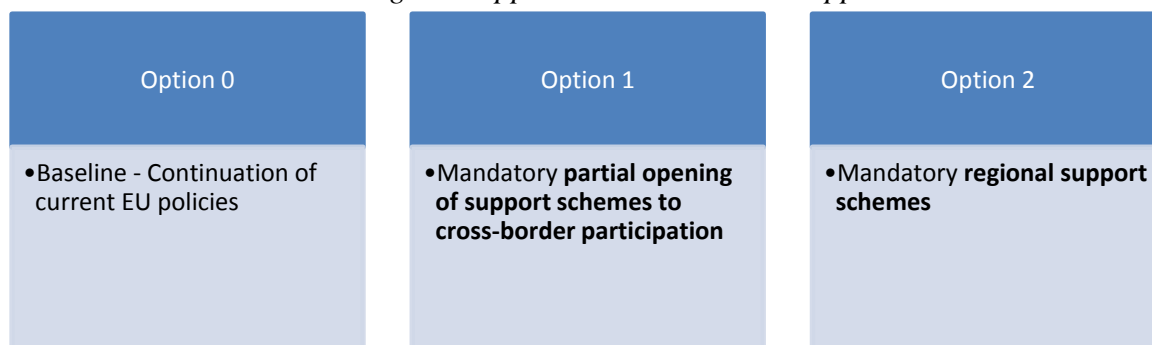 Option 0
•Baseline - Continuation of
current EU policies
Option 1
•Mandatory partial opening
of support schemes to
cross-border participation
Option 2
•Mandatory regional support
schemes